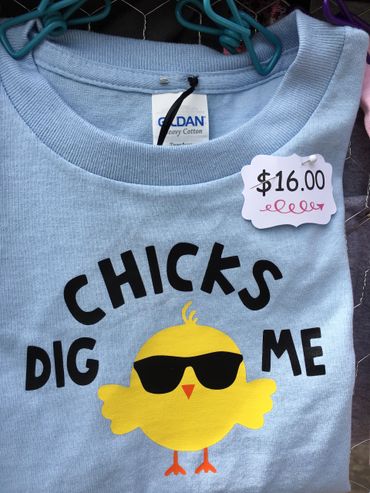 GILDAN
Heavy Cotton
$16.00
CHICKS
DIG ME